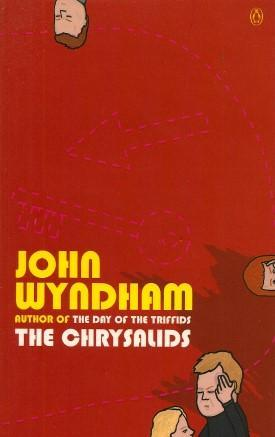 JOHN
WYNDHAM
AUTHOR OF THE DAY OF THE TRIFFIDS
THE CHRYSALIDS